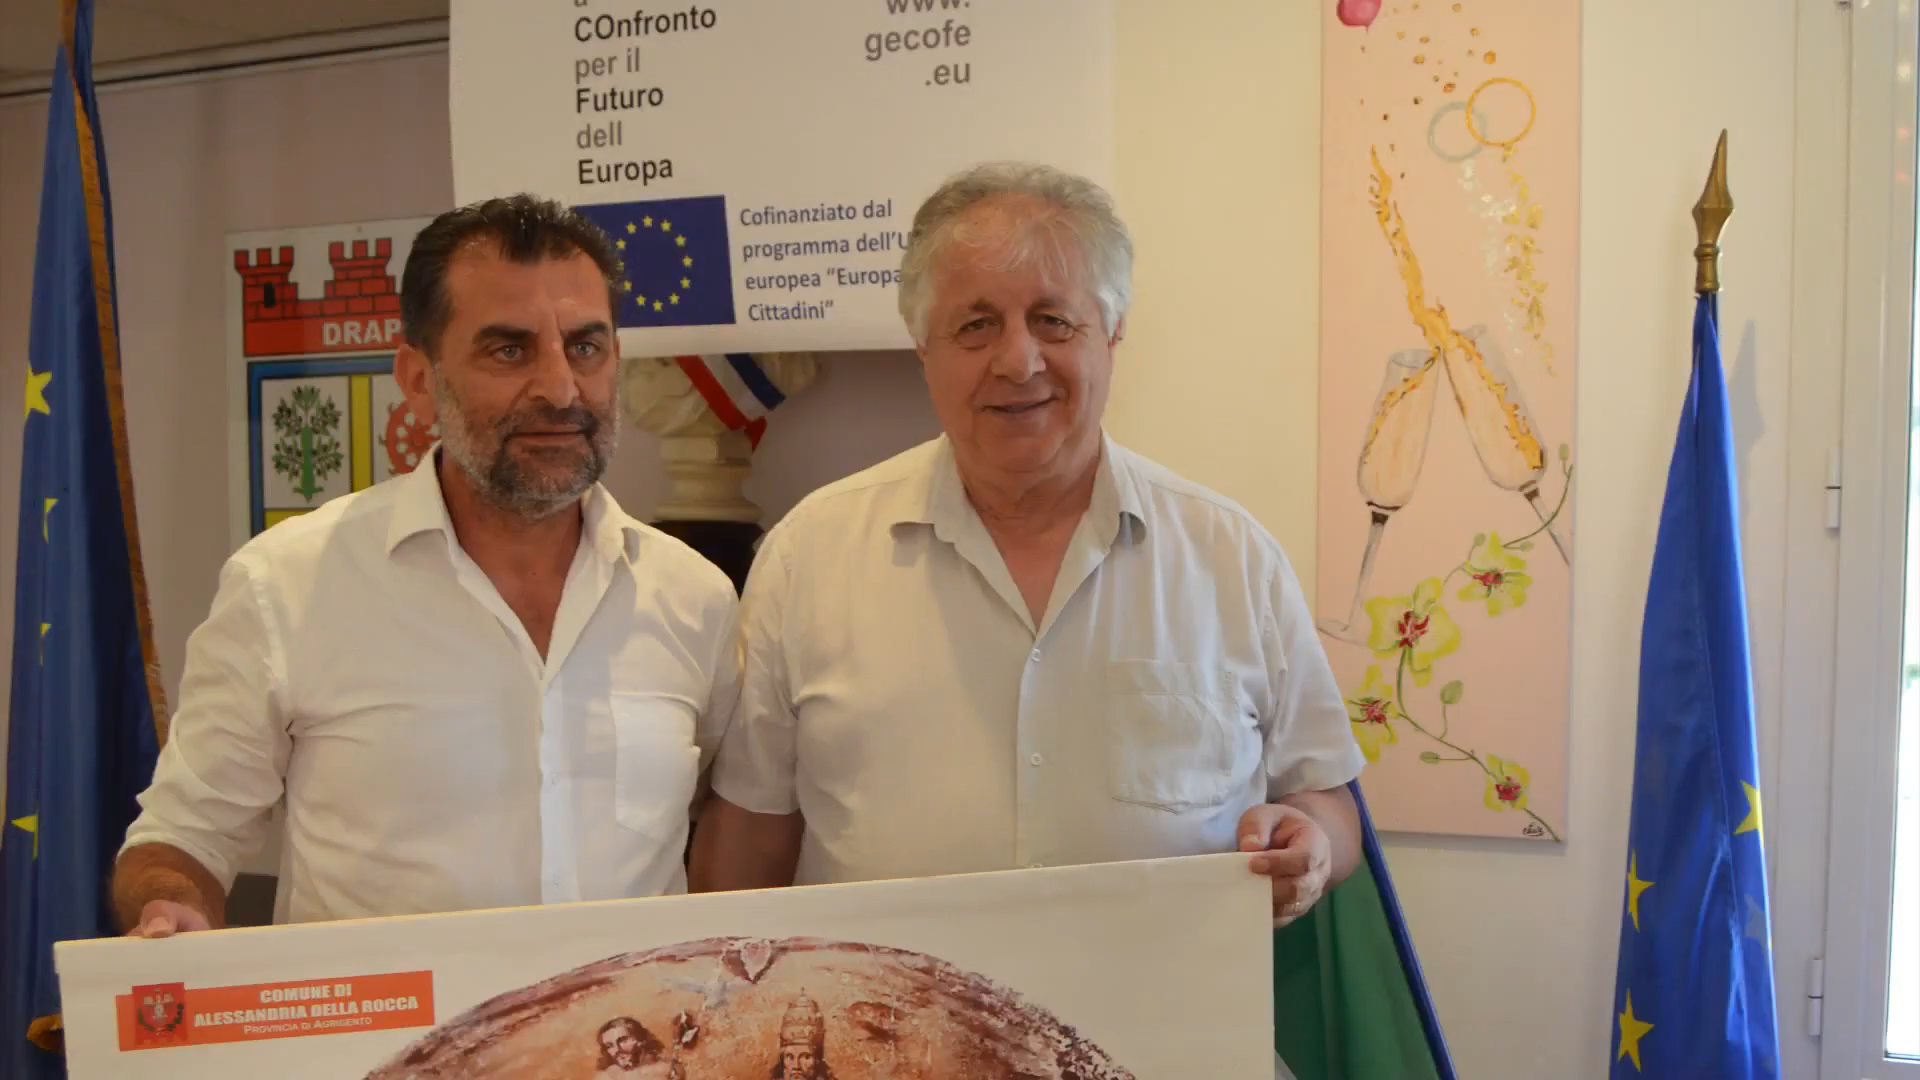 COnfronto
per il
Futuro
dell
Europa
www.
gecofe
.eu
Cofinanziato dal
programma dell'U
europea "Europa
Cittadini"
DRAP
COMUNE DI
ALESSANDRIA DELLA ROCCA
PROVINCIA DI AGRIGENTO